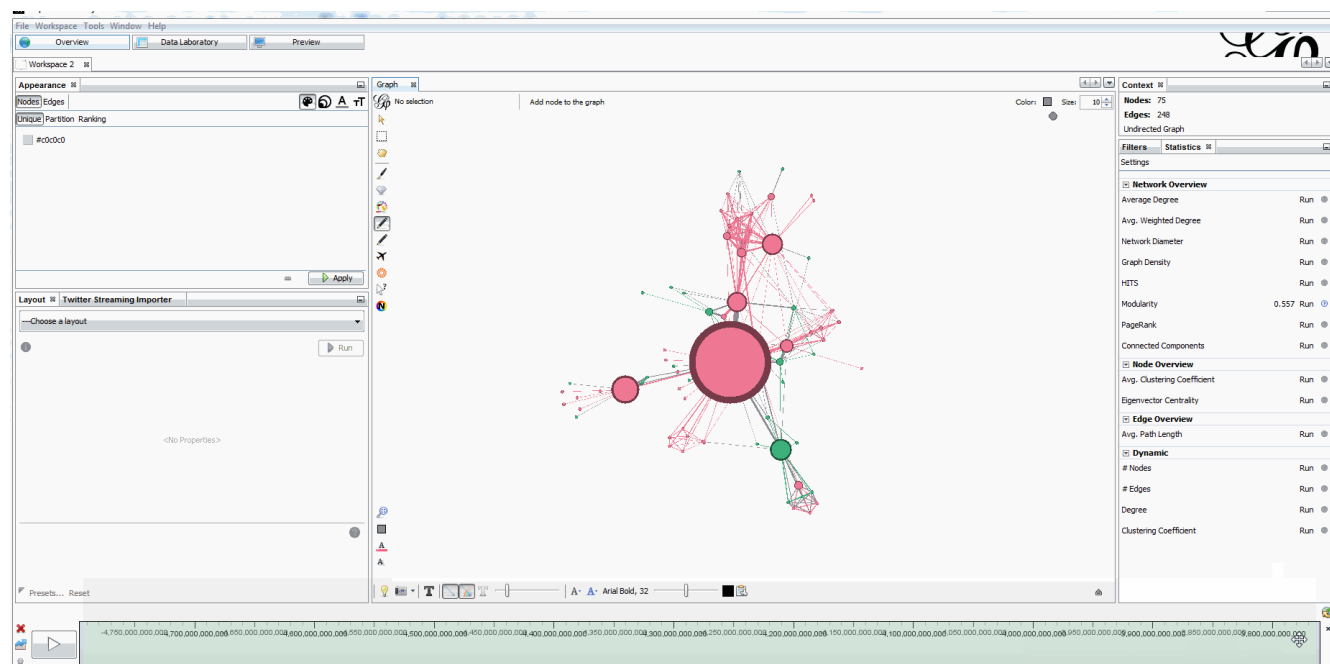 File Workspace Tools Window Help
Overview Data Laboratory Preview
Workspace 2
Appearance
Graph
Context
Nodes Edges
No selection Add node to the graph Color: Size: 10
Nodes: 75
Edges: 248
Undirected Graph
Unique Partition Ranking
#c0c0c0
Filters Statistics
Settings
Network Overview
Average Degree Run
Avg. Weighted Degree Run
Network Diameter Run
Graph Density Run
HITS Run
Modularity 0.557 Run
PageRank Run
Connected Components Run
Node Overview
Avg. Clustering Coefficient Run
Eigenvector Centrality Run
Edge Overview
Avg. Path Length Run
Dynamic
# Nodes Run
# Edges Run
Degree Run
Clustering Coefficient Run
Apply
Layout Twitter Streaming Importer
---Choose a layout
Run
<No Properties>
Presets... Reset
Arial Bold, 32